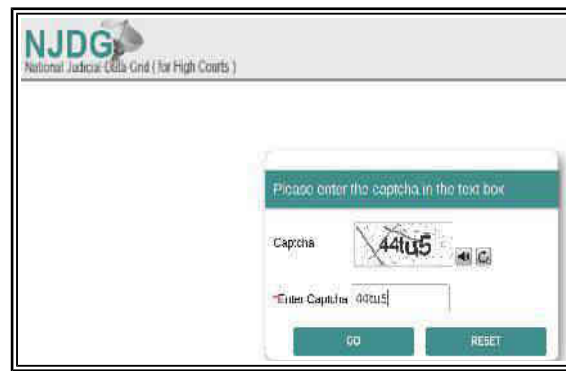 NJDG
National Judicial Data Grid ( for High Courts )
Please enter the captcha in the text box
Captcha
44tu5
*Enter Captcha 44tu5
GO RESET